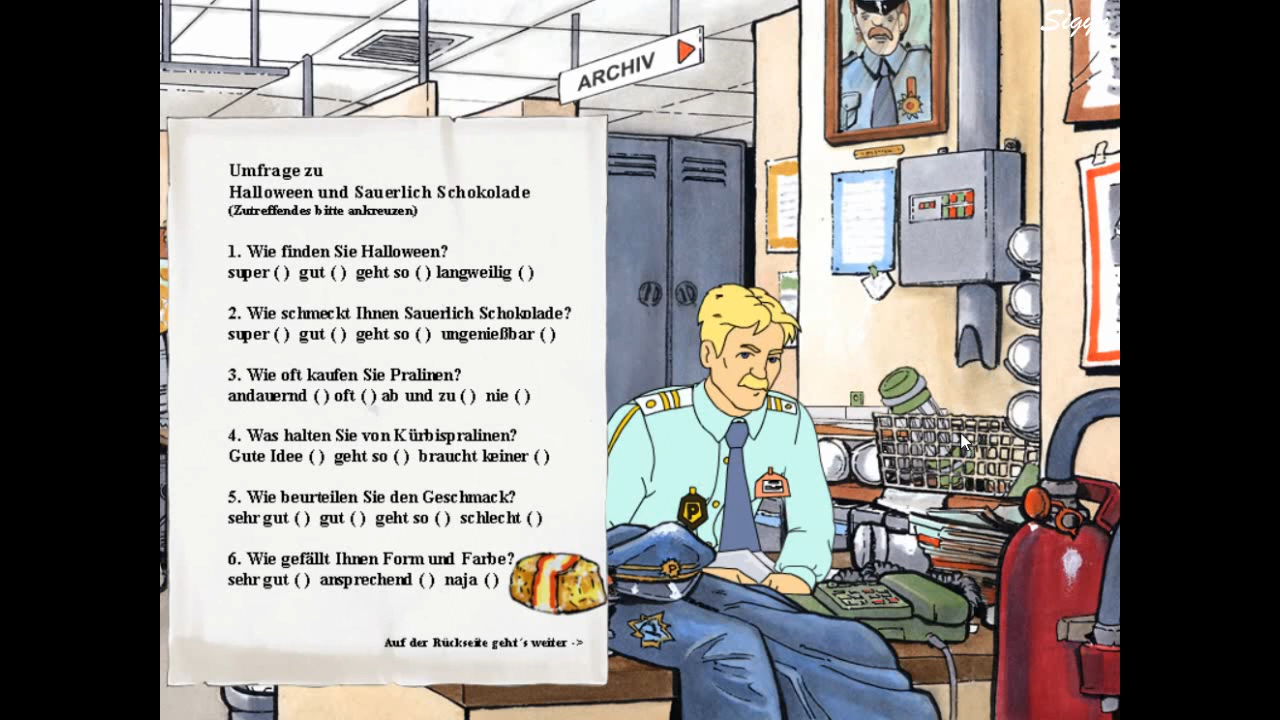 ARCHIV
Umfrage zu
Halloween und Sauerlich Schokolade
(Zutreffendes bitte ankreuzen)
1. Wie finden Sie Halloween?
super ( ) gut ( ) geht so ( ) langweilig ( )
2. Wie schmeckt Ihnen Sauerlich Schokolade?
super ( ) gut ( ) geht so ( ) ungenießbar ( )
3. Wie oft kaufen Sie Pralinen?
andauernd ( ) oft ( ) ab und zu ( ) nie ( )
4. Was halten Sie von Kürbispralinen?
Gute Idee ( ) geht so ( ) braucht keiner ( )
5. Wie beurteilen Sie den Geschmack?
sehr gut ( ) gut ( ) geht so ( ) schlecht ( )
6. Wie gefällt Ihnen Form und Farbe?
sehr gut ( ) ansprechend ( ) naja ( )
Auf der Rückseite geht´s weiter ->
P
P